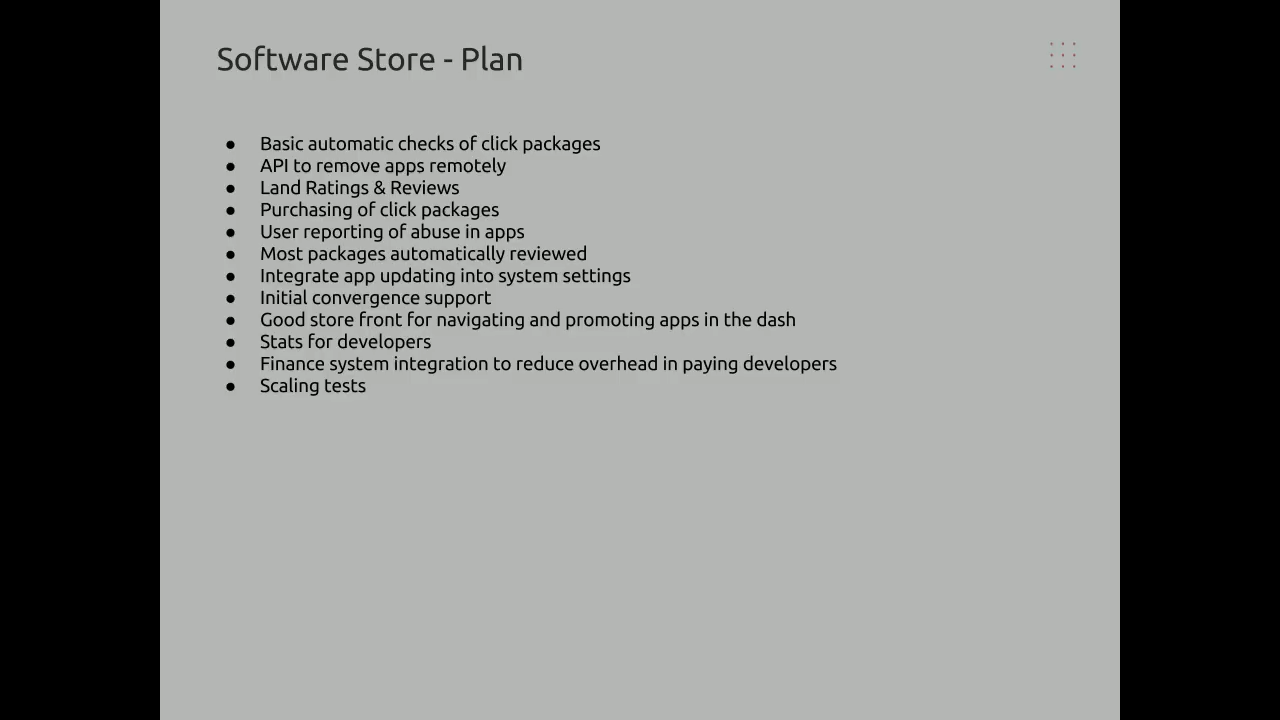 Software Store - Plan
● Basic automatic checks of click packages
● API to remove apps remotely
● Land Ratings & Reviews
● Purchasing of click packages
● User reporting of abuse in apps
● Most packages automatically reviewed
● Integrate app updating into system settings
● Initial convergence support
● Good store front for navigating and promoting apps in the dash
● Stats for developers
● Finance system integration to reduce overhead in paying developers
● Scaling tests